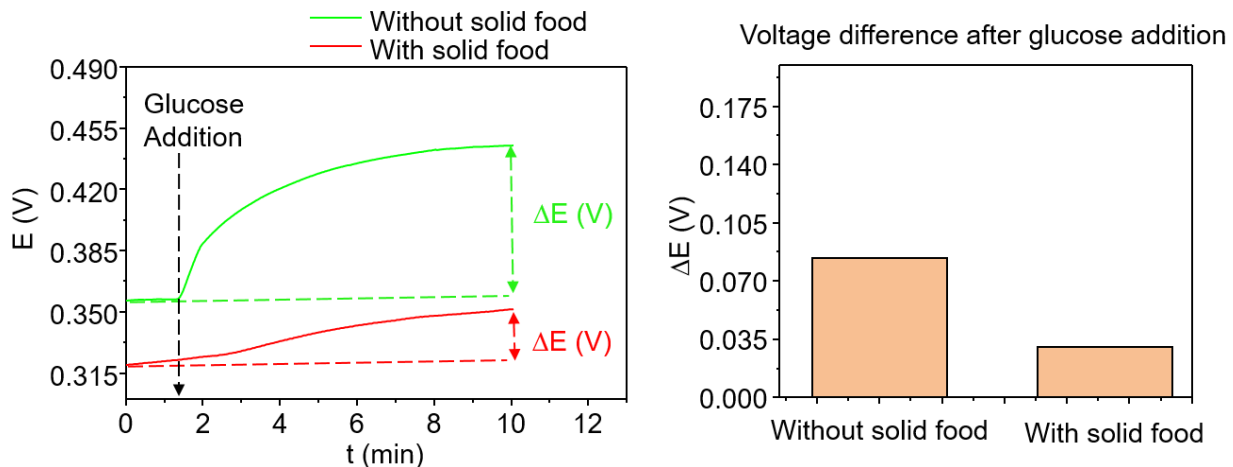 Without solid food
With solid food
0.490
0.455
0.420
0.385
0.350
0.315
E (V)
Glucose
Addition
ΔE (V)
ΔE (V)
0 2 4 6 8 10 12
t (min)
Voltage difference after glucose addition
0.175
0.140
0.105
0.070
0.035
0.000
ΔE (V)
Without solid food With solid food